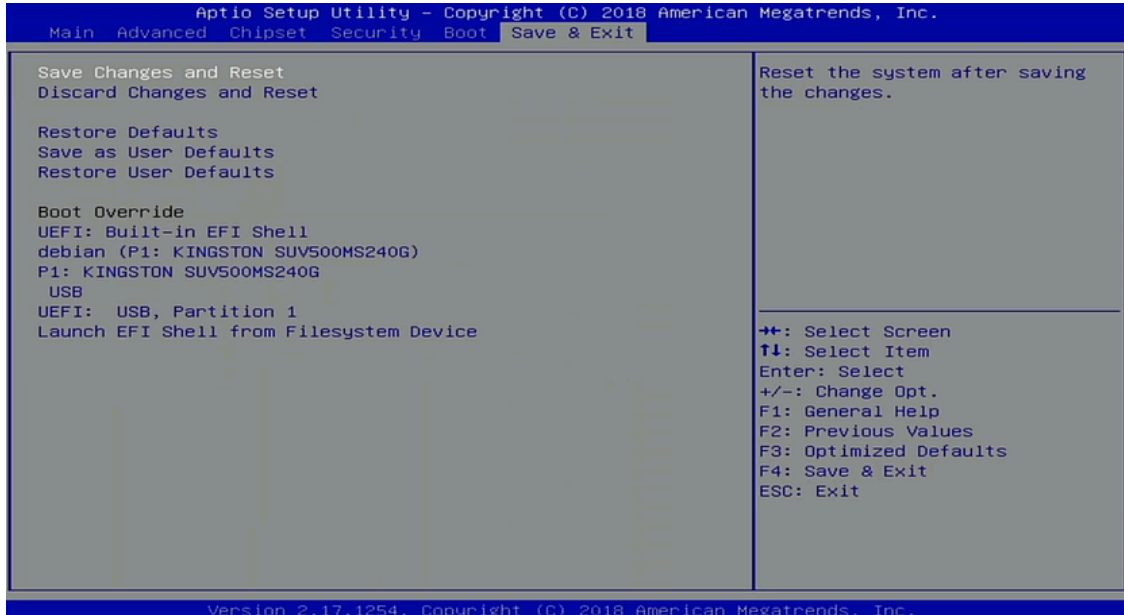 Aptio Setup Utility – Copyright (C) 2018 American Megatrends, Inc.
Main Advanced Chipset Security Boot Save & Exit
Save Changes and Reset
Discard Changes and Reset
Restore Defaults
Save as User Defaults
Restore User Defaults
Boot Override
UEFI: Built-in EFI Shell
debian (P1: KINGSTON SUV500MS240G)
P1: KINGSTON SUV500MS240G
USB
UEFI: USB, Partition 1
Launch EFI Shell from Filesystem Device
Reset the system after saving
the changes.
→←: Select Screen
↑↓: Select Item
Enter: Select
+/-: Change Opt.
F1: General Help
F2: Previous Values
F3: Optimized Defaults
F4: Save & Exit
ESC: Exit
Version 2.17.1254. Copyright (C) 2018 American Megatrends, Inc.